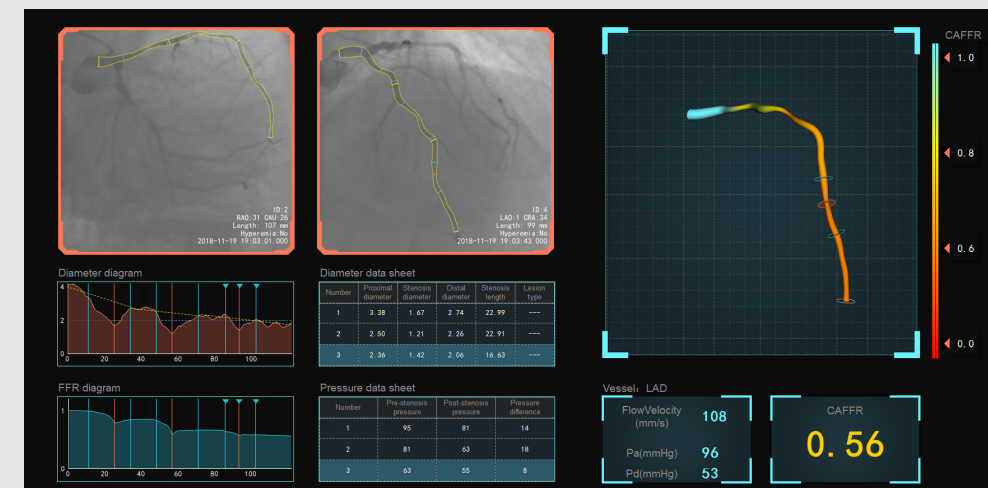 ID:2
RAO:31 CAU:26
Length: 107 mm
Hyperemia:No
2018-11-19 19:03:01.000
ID:4
LAO:1 CRA:34
Length: 99 mm
Hyperemia:No
2018-11-19 19:03:43.000
CAFFR
1.0
0.8
0.6
0.0
Diameter diagram
4
2
0
0 20 40 60 80 100
Diameter data sheet
Number Proximal diameter Stenosis diameter Distal diameter Stenosis length Lesion type
1 3.38 1.67 2.74 22.99 ---
2 2.50 1.21 2.26 22.91 ---
3 2.36 1.42 2.06 16.63 ---
FFR diagram
1
0
0 20 40 60 80 100
Pressure data sheet
Number Pre-stenosis pressure Post-stenosis pressure Pressure difference
1 95 81 14
2 81 63 18
3 63 55 8
Vessel: LAD
FlowVelocity (mm/s) 108
Pa(mmHg) 96
Pd(mmHg) 53
CAFFR
0.56